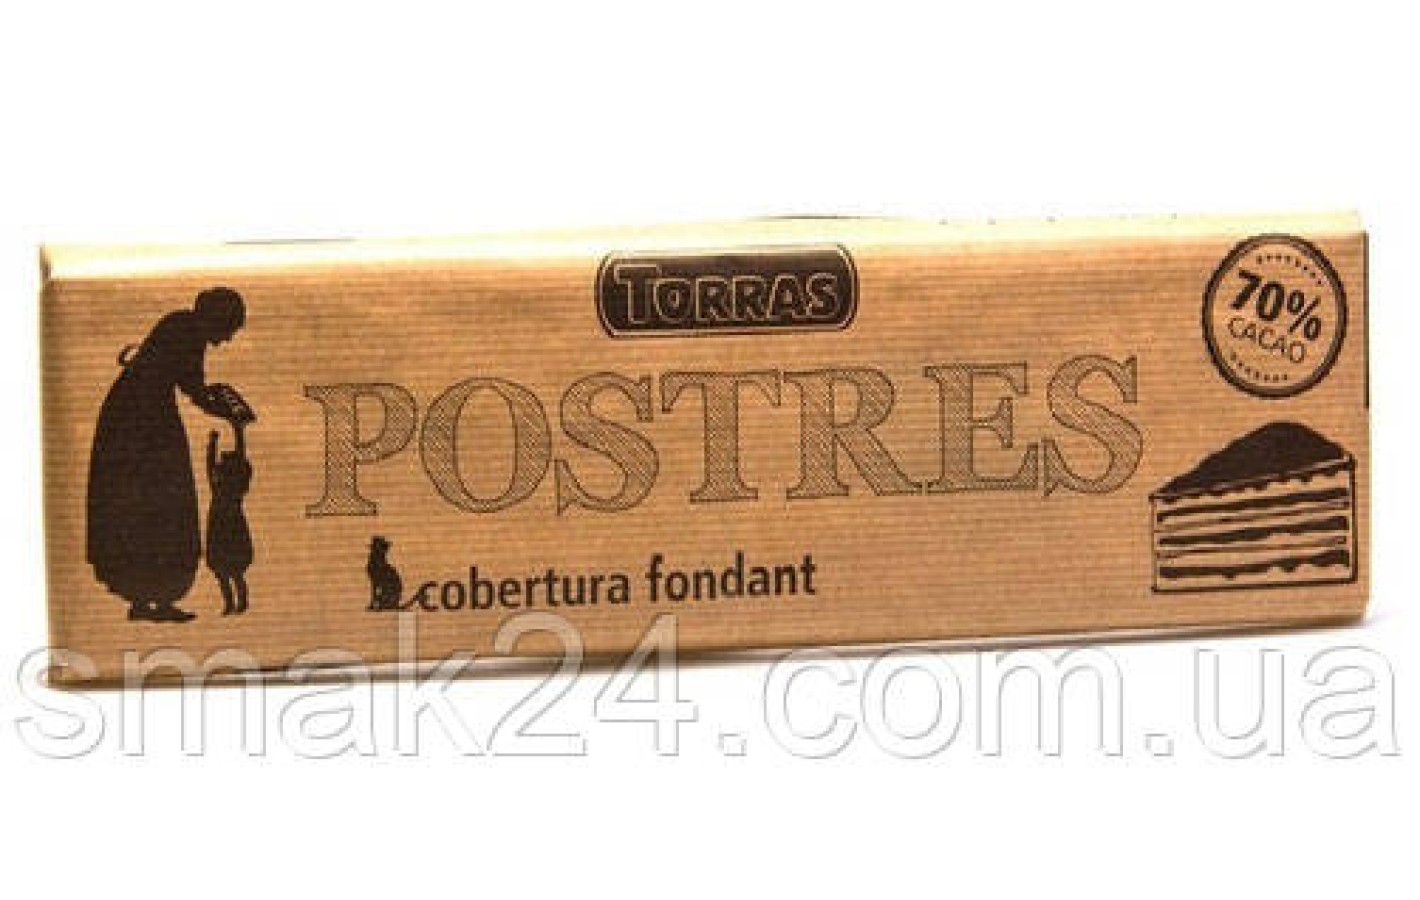 TORRAS
70%
CACAO
POSTRES
cobertura fondant
smak24.com.ua